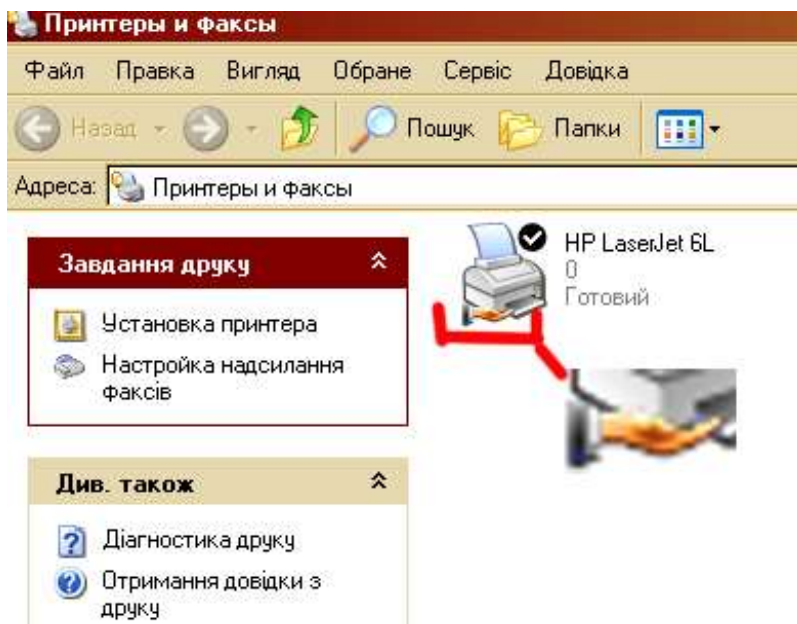 Принтеры и факсы
Файл Правка Вигляд Обране Сервіс Довідка
Назад Пошук Папки
Адреса: Принтеры и факсы
Завдання друку
Установка принтера
Настройка надсилання
факсів
Див. також
Діагностика друку
Отримання довідки з
друку
HP LaserJet 6L
0
Готовий